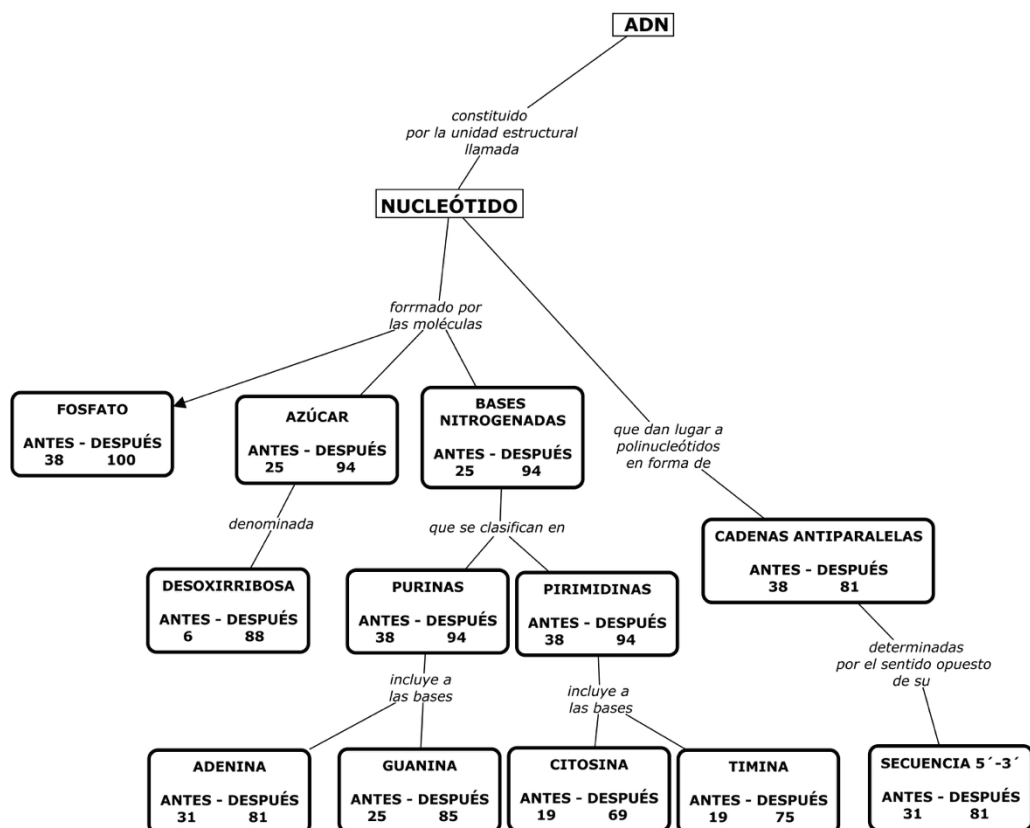 ADN
constituido
por la unidad estructural
llamada
NUCLEÓTIDO
forrmado por
las moléculas
FOSFATO
ANTES - DESPUÉS
38 100
AZÚCAR
ANTES - DESPUÉS
25 94
BASES
NITROGENADAS
ANTES - DESPUÉS
25 94
que dan lugar a
polinucleótidos
en forma de
denominada
que se clasifican en
CADENAS ANTIPARALELAS
ANTES - DESPUÉS
38 81
DESOXIRRIBOSA
ANTES - DESPUÉS
6 88
PURINAS
ANTES - DESPUÉS
38 94
PIRIMIDINAS
ANTES - DESPUÉS
38 94
determinadas
por el sentido opuesto
de su
incluye a
las bases
incluye a
las bases
ADENINA
ANTES - DESPUÉS
31 81
GUANINA
ANTES - DESPUÉS
25 85
CITOSINA
ANTES - DESPUÉS
19 69
TIMINA
ANTES - DESPUÉS
19 75
SECUENCIA 5´-3´
ANTES - DESPUÉS
31 81